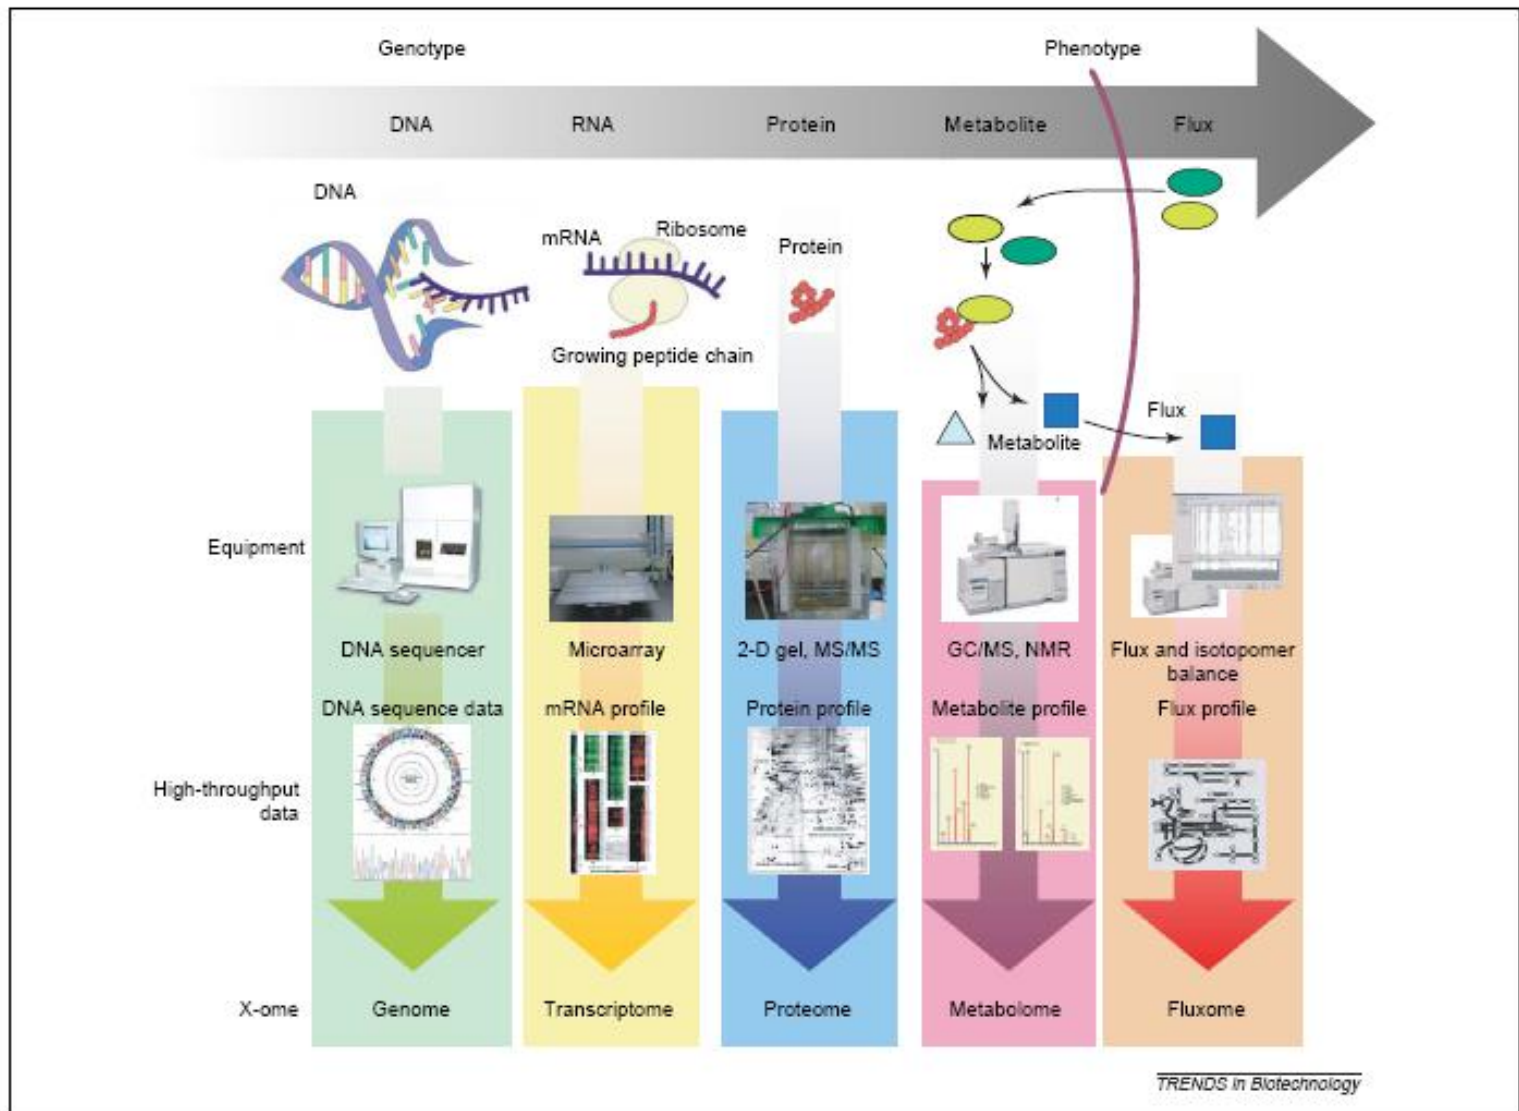 Genotype
Phenotype
DNA
RNA
Protein
Metabolite
Flux
DNA
mRNA
Ribosome
Protein
Growing peptide chain
Flux
Metabolite
Equipment
DNA sequencer
Microarray
2-D gel, MS/MS
GC/MS, NMR
Flux and isotopomer
balance
DNA sequence data
mRNA profile
Protein profile
Metabolite profile
Flux profile
High-throughput
data
X-ome
Genome
Transcriptome
Proteome
Metabolome
Fluxome
TRENDS in Biotechnology